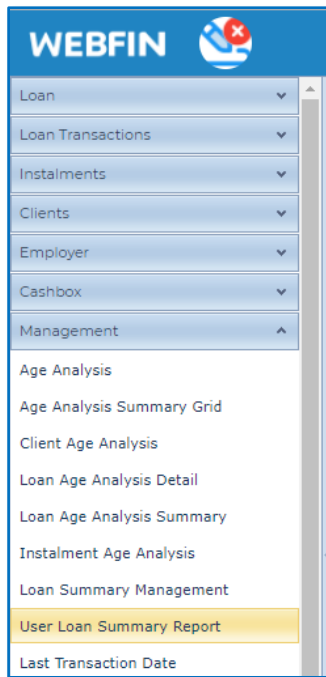 WEBFIN
Loan
Loan Transactions
Instalments
Clients
Employer
Cashbox
Management
Age Analysis
Age Analysis Summary Grid
Client Age Analysis
Loan Age Analysis Detail
Loan Age Analysis Summary
Instalment Age Analysis
Loan Summary Management
User Loan Summary Report
Last Transaction Date